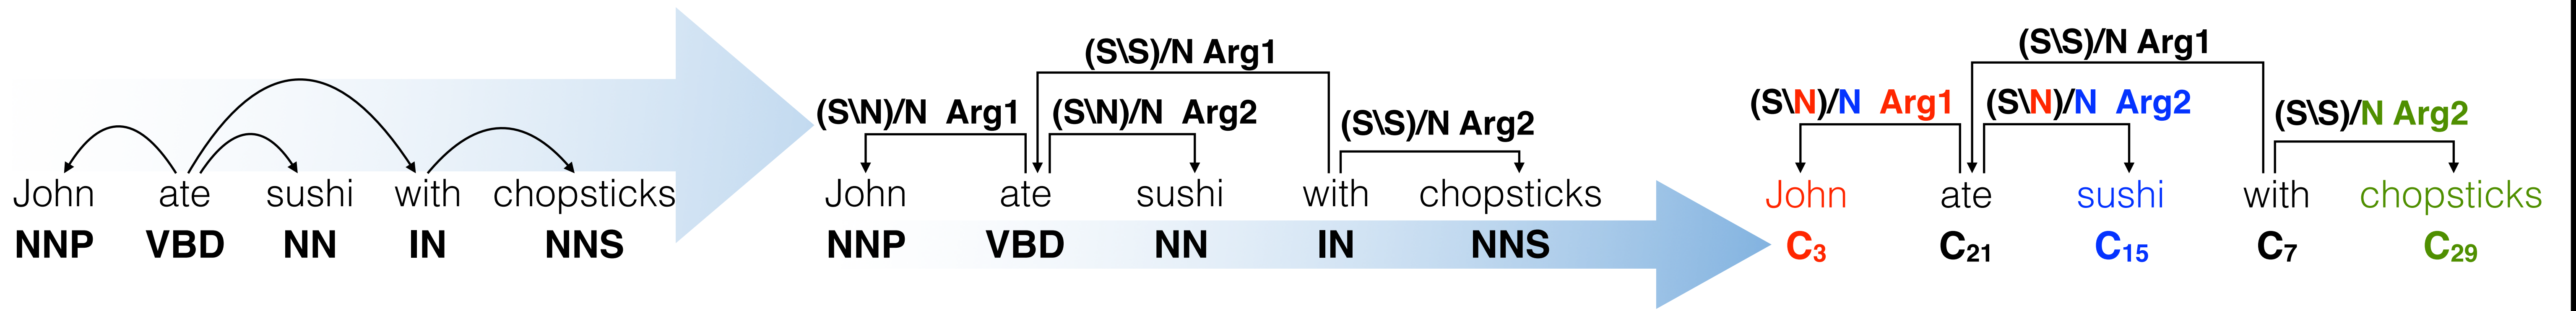 John ate sushi with chopsticks
NNP VBD NN IN NNS
(S\S)/N Arg1
(S\N)/N Arg1 (S\N)/N Arg2 (S\S)/N Arg2
John ate sushi with chopsticks
NNP VBD NN IN NNS
(S\S)/N Arg1
(S\N)/N Arg1 (S\N)/N Arg2 (S\S)/N Arg2
John ate sushi with chopsticks
C3 C21 C15 C7 C29